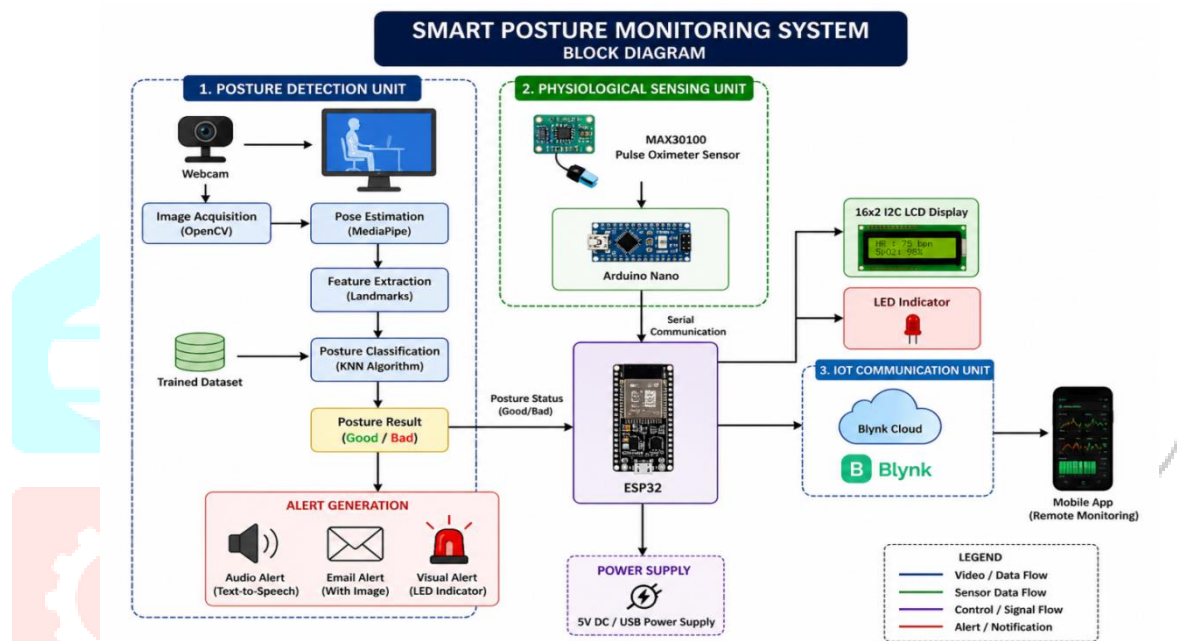 SMART POSTURE MONITORING SYSTEM
BLOCK DIAGRAM
1. POSTURE DETECTION UNIT
Webcam
Image Acquisition
(OpenCV)
Pose Estimation
(MediaPipe)
Feature Extraction
(Landmarks)
Trained Dataset
Posture Classification
(KNN Algorithm)
Posture Result
(Good / Bad)
ALERT GENERATION
Audio Alert
(Text-to-Speech)
Email Alert
(With Image)
Visual Alert
(LED Indicator)
2. PHYSIOLOGICAL SENSING UNIT
MAX30100
Pulse Oximeter Sensor
Arduino Nano
Serial
Communication
Posture Status
(Good/Bad)
ESP32
POWER SUPPLY
5V DC / USB Power Supply
16x2 I2C LCD Display
HR : 75 bpn
SpO2: 98%
LED Indicator
3. IOT COMMUNICATION UNIT
Blynk Cloud
B Blynk
Mobile App
(Remote Monitoring)
LEGEND
Video / Data Flow
Sensor Data Flow
Control / Signal Flow
Alert / Notification